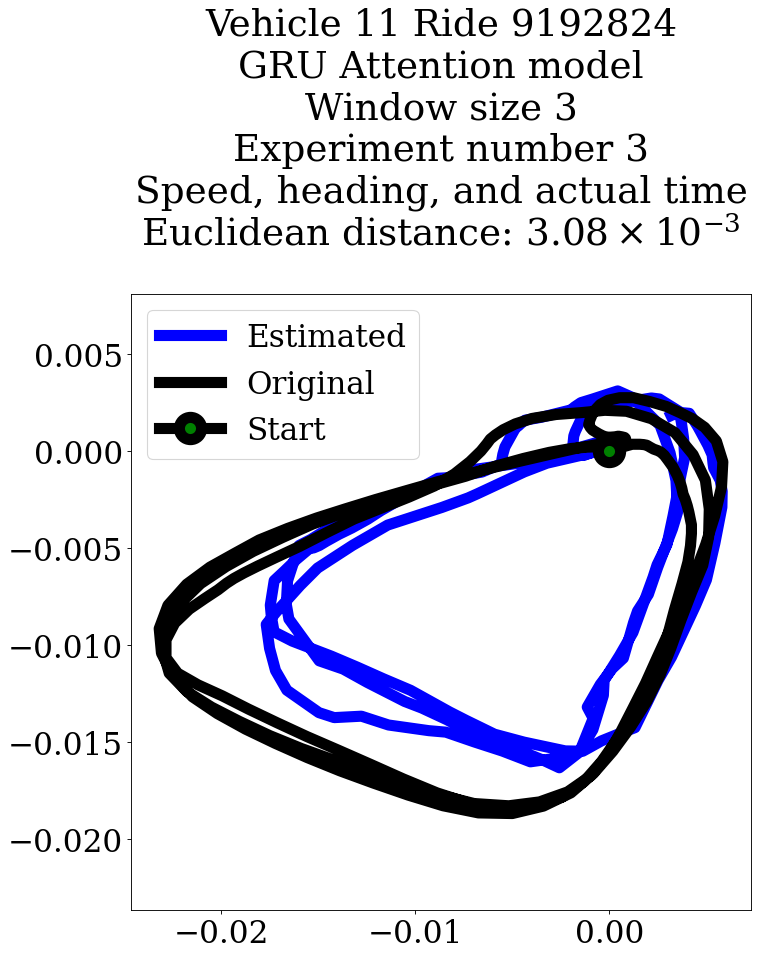 Vehicle 11 Ride 9192824
GRU Attention model
Window size 3
Experiment number 3
Speed, heading, and actual time
Euclidean distance: 3.08 × 10⁻³
Estimated
Original
Start
0.005
0.000
−0.005
−0.010
−0.015
−0.020
−0.02
−0.01
0.00